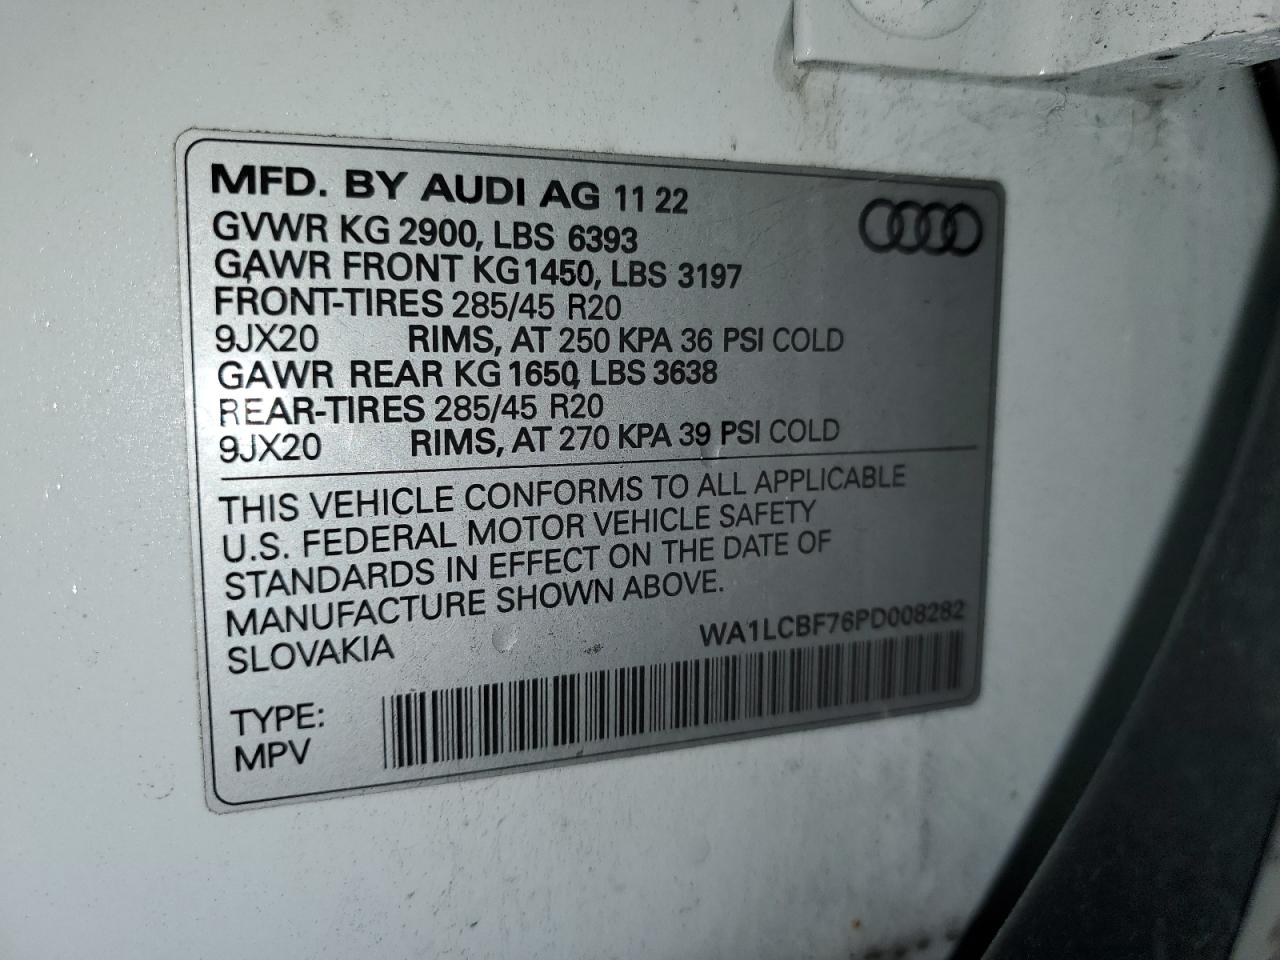 MFD. BY AUDI AG 11 22
GVWR KG 2900, LBS 6393
GAWR FRONT KG1450, LBS 3197
FRONT-TIRES 285/45 R20
9JX20 RIMS, AT 250 KPA 36 PSI COLD
GAWR REAR KG 1650, LBS 3638
REAR-TIRES 285/45 R20
9JX20 RIMS, AT 270 KPA 39 PSI COLD
THIS VEHICLE CONFORMS TO ALL APPLICABLE
U.S. FEDERAL MOTOR VEHICLE SAFETY
STANDARDS IN EFFECT ON THE DATE OF
MANUFACTURE SHOWN ABOVE.
SLOVAKIA WA1LCBF76PD008282
TYPE:
MPV